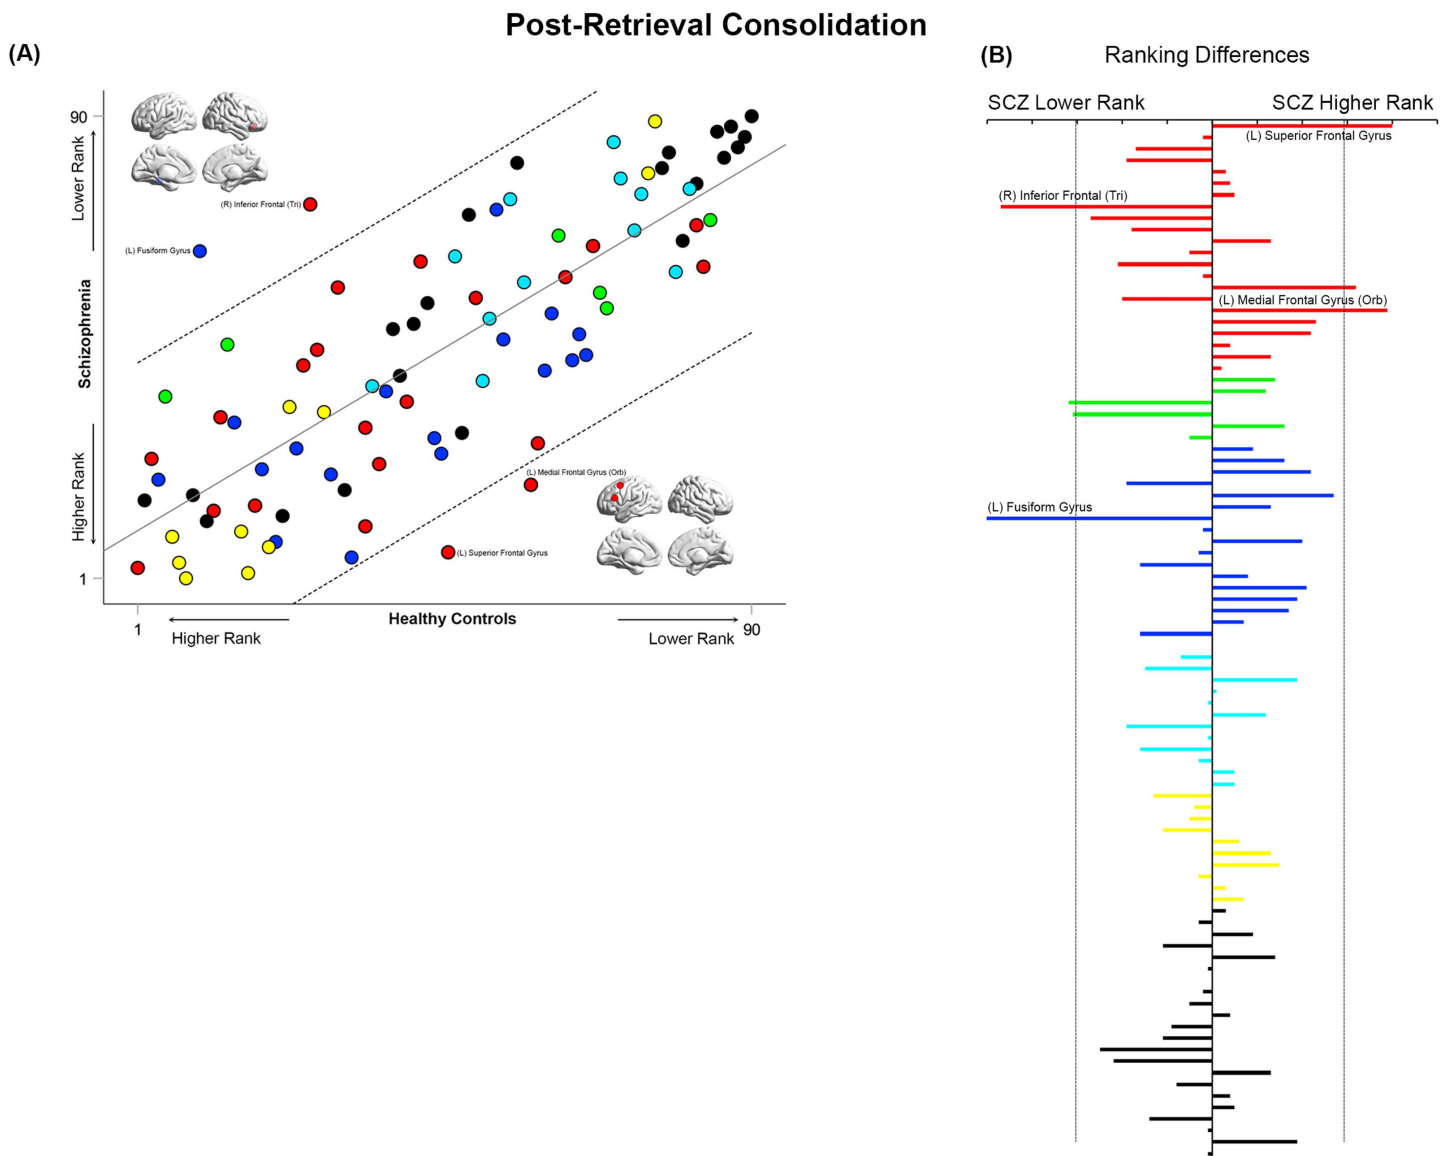 Post-Retrieval Consolidation
(A)
90
Lower Rank
Schizophrenia
Higher Rank
1
(R) Inferior Frontal (Tri)
(L) Fusiform Gyrus
(L) Medial Frontal Gyrus (Orb)
(L) Superior Frontal Gyrus
1
Higher Rank
Healthy Controls
Lower Rank
90
(B)
Ranking Differences
SCZ Lower Rank
SCZ Higher Rank
(L) Superior Frontal Gyrus
(R) Inferior Frontal (Tri)
(L) Medial Frontal Gyrus (Orb)
(L) Fusiform Gyrus